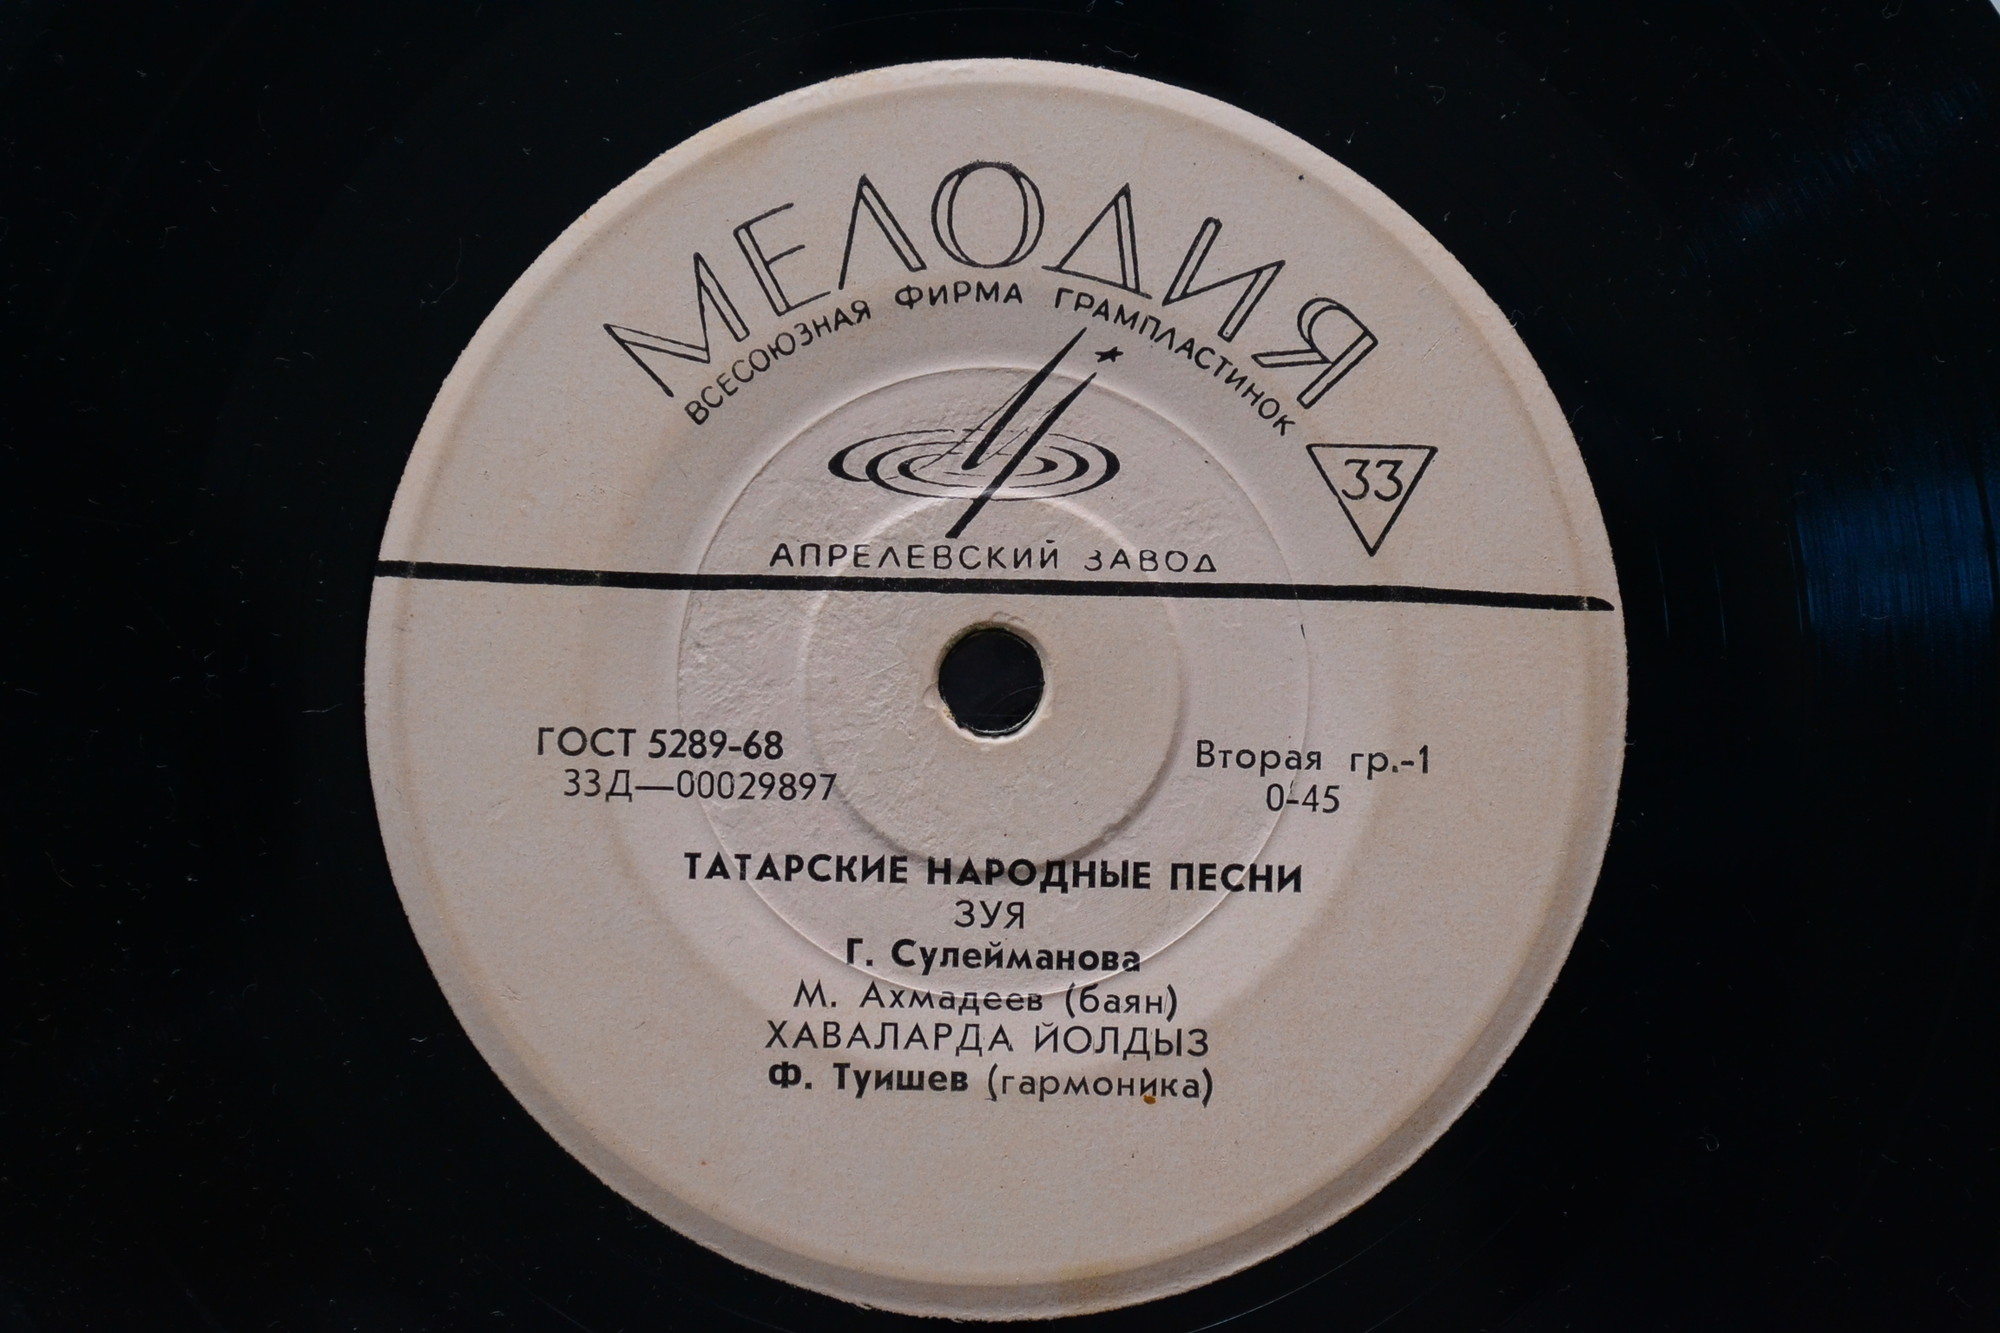 МЕЛОДИЯ
ВСЕСОЮЗНАЯ ФИРМА ГРАМПЛАСТИНОК
33
АПРЕЛЕВСКИЙ ЗАВОД
ГОСТ 5289-68
33Д—00029897
Вторая гр.-1
0-45
ТАТАРСКИЕ НАРОДНЫЕ ПЕСНИ
ЗУЯ
Г. Сулейманова
М. Ахмадеев (баян)
ХАВАЛАРДА ЙОЛДЫЗ
Ф. Туишев (гармоника)